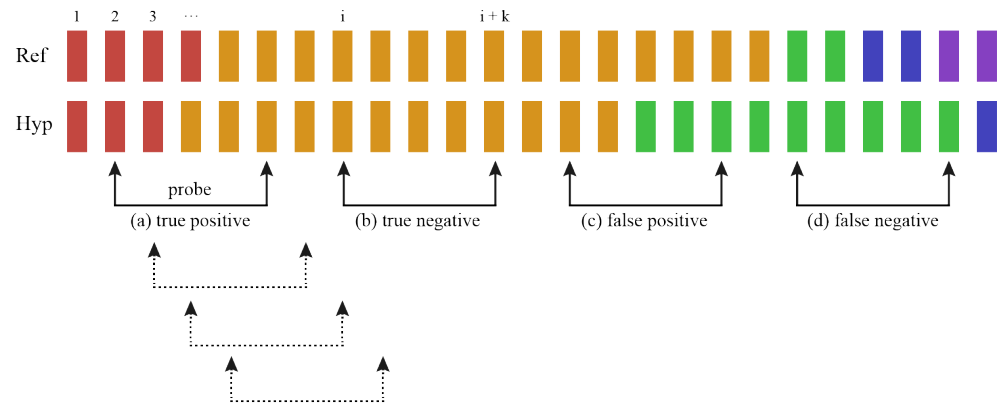 1 2 3 ... i i + k
Ref
Hyp
probe
(a) true positive (b) true negative (c) false positive (d) false negative